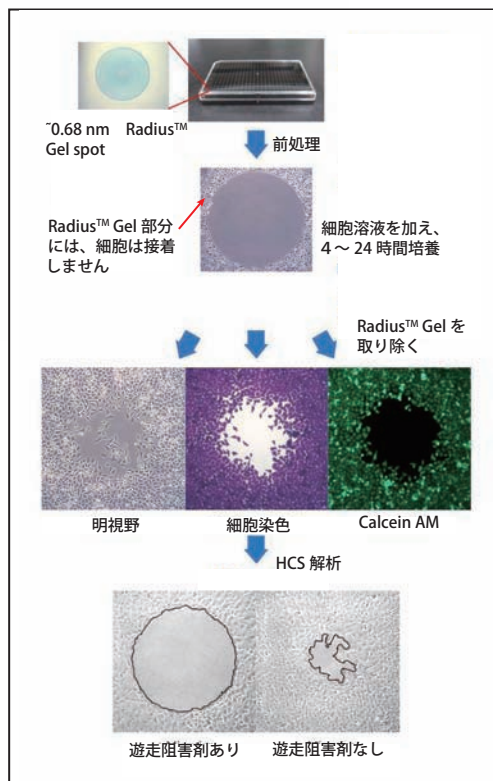 ~0.68 nm Radius™
Gel spot
前処理
Radius™ Gel 部分
には、細胞は接着
しません
細胞溶液を加え、
4 〜 24 時間培養
Radius™ Gel を
取り除く
明視野
細胞染色
Calcein AM
HCS 解析
遊走阻害剤あり
遊走阻害剤なし